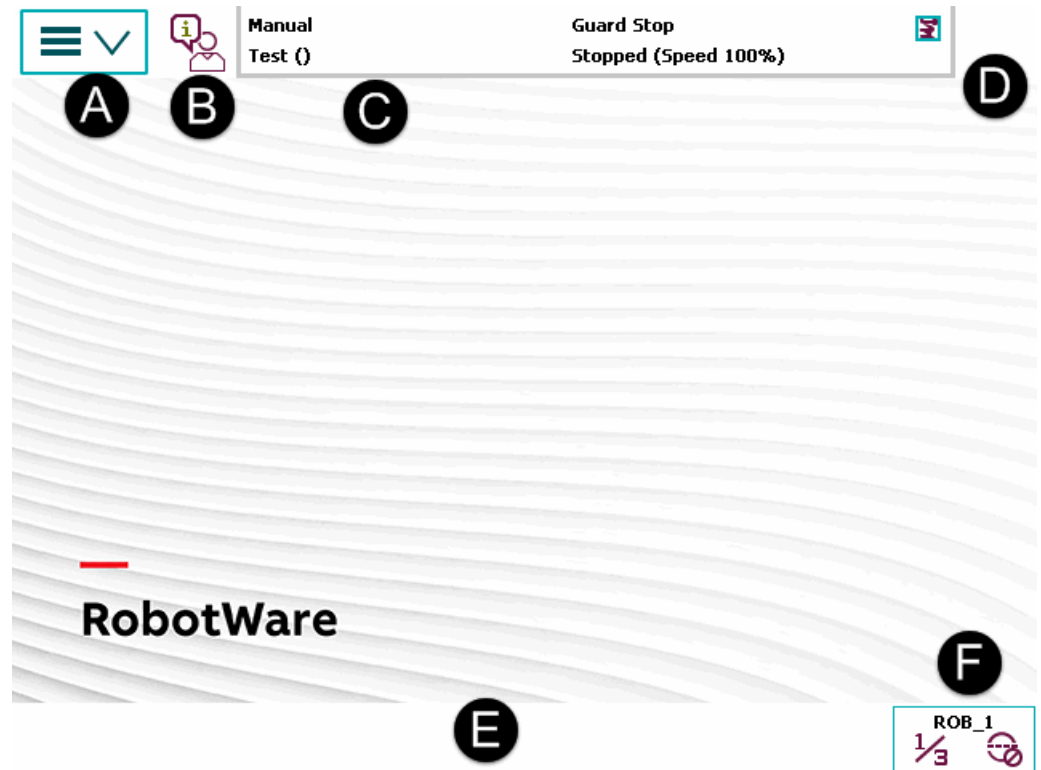 i
Manual
Guard Stop
Test ()
Stopped (Speed 100%)
A
B
C
D
RobotWare
E
F
ROB_1
1/3